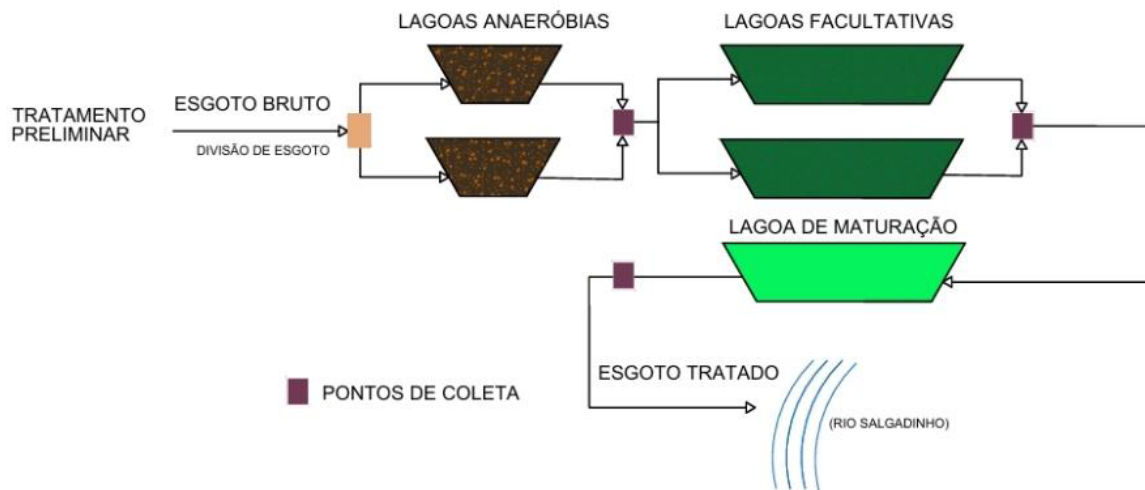 LAGOAS ANAERÓBIAS
LAGOAS FACULTATIVAS
TRATAMENTO
PRELIMINAR
ESGOTO BRUTO
DIVISÃO DE ESGOTO
LAGOA DE MATURAÇÃO
ESGOTO TRATADO
PONTOS DE COLETA
(RIO SALGADINHO)